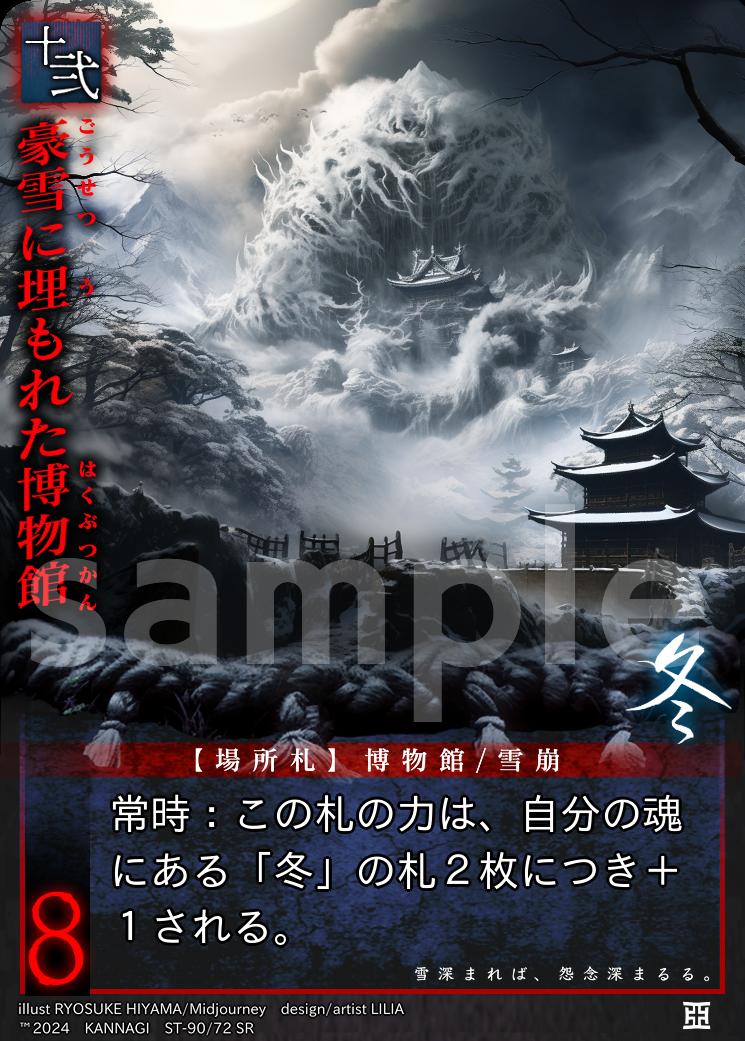 十弐
豪雪に埋もれた博物館
ごうせつ う はくぶつかん
sample
冬
【場所札】博物館/雪崩
常時：この札の力は、自分の魂
にある「冬」の札２枚につき＋
１される。
8
雪深まれば、怨念深まるる。
illust RYOSUKE HIYAMA/Midjourney design/artist LILIA
™2024 KANNAGI ST-90/72 SR